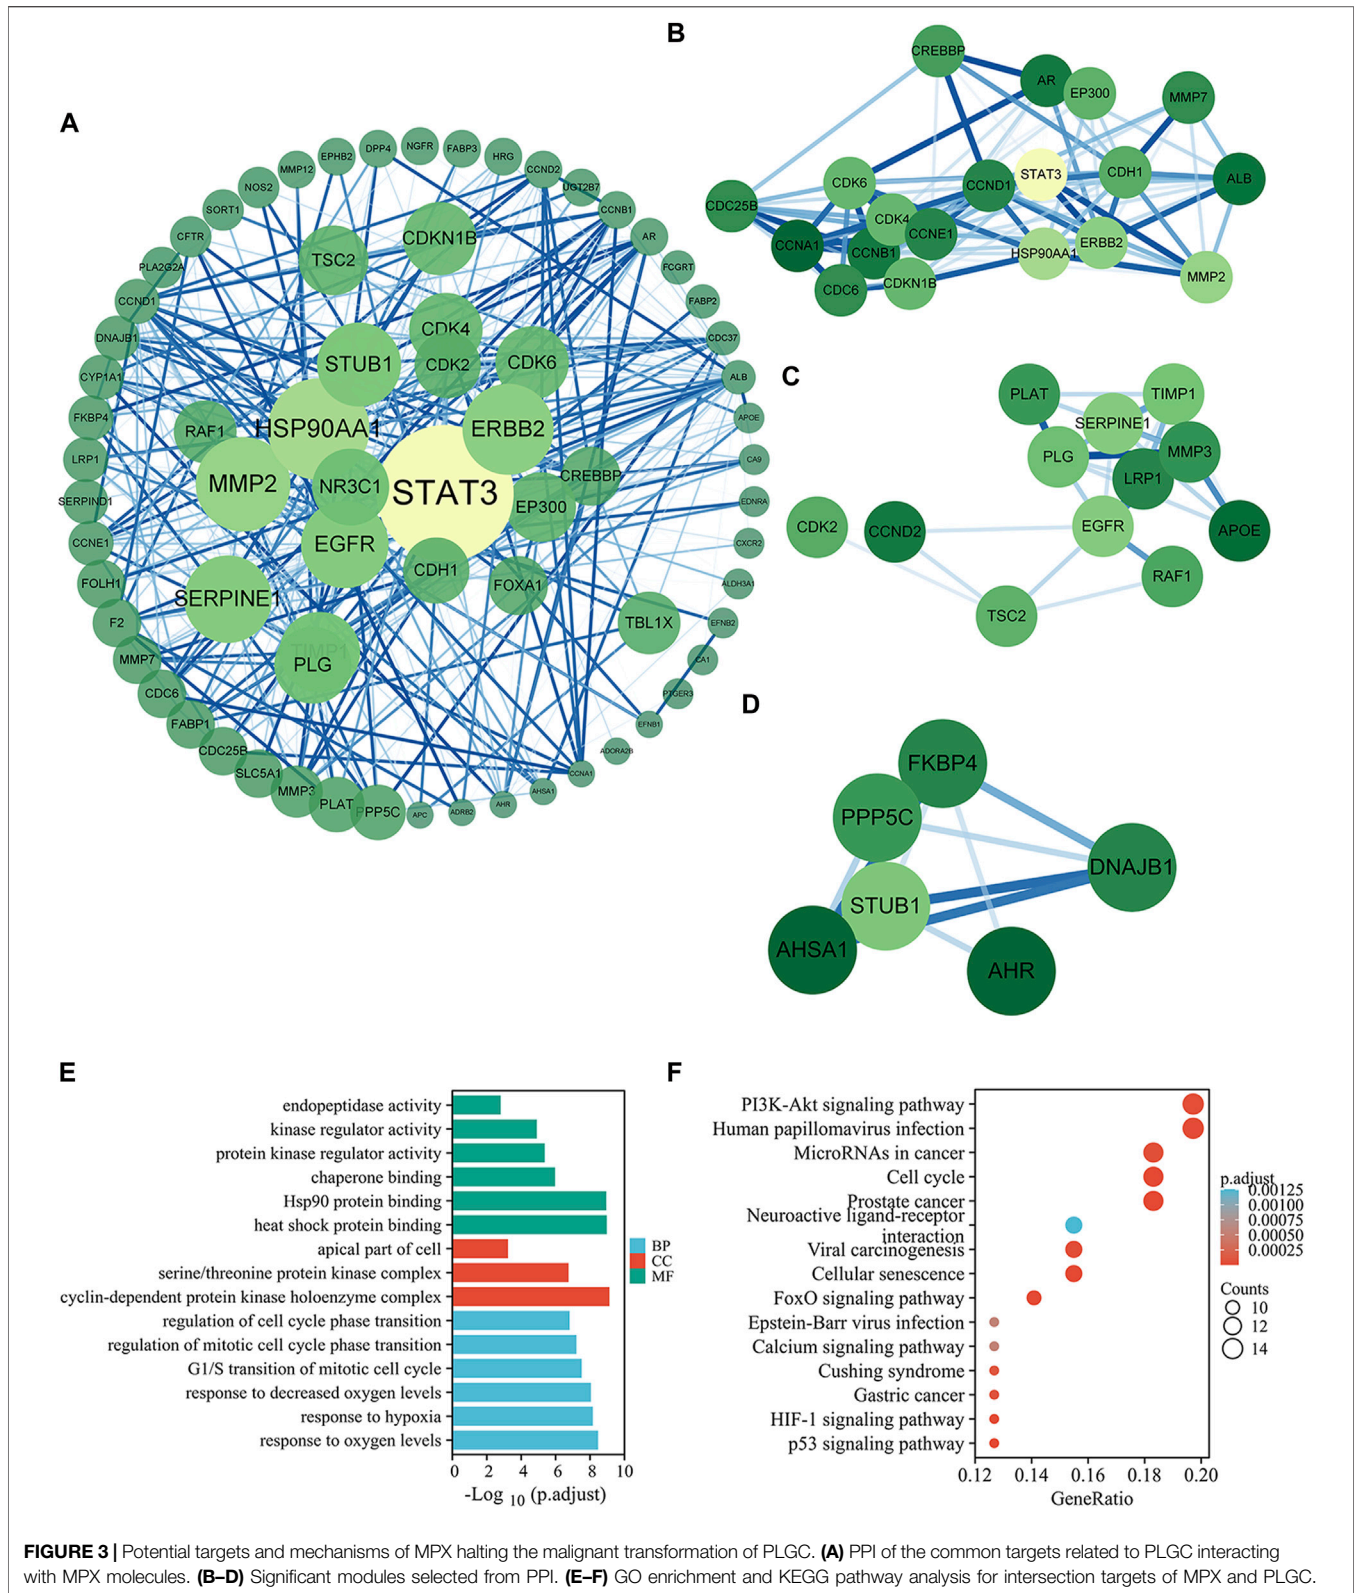 A
NGFR
DPP4
FABP3
HRG
EPHB2
MMP12
CCND2
NOS2
UGT2B7
SORT1
CCNB1
CFTR
AR
PLA2G2A
FCGRT
CCND1
FABP2
DNAJB1
CDC37
CYP1A1
ALB
FKBP4
APOE
LRP1
CA9
SERPIND1
EDNRA
CCNE1
CXCR2
FOLH1
ALDH3A1
F2
EFNB2
MMP7
CA1
CDC6
PTGER3
FABP1
EFNB1
CDC25B
ADORA2B
SLC5A1
CCNA1
MMP3
AHSA1
PLAT
AHR
PPP5C
APC
ADRB2
CDKN1B
TSC2
CDK4
STUB1
CDK2
CDK6
HSP90AA1
ERBB2
RAF1
MMP2
NR3C1
STAT3
CREBBP
EP300
EGFR
CDH1
FOXA1
SERPINE1
TBL1X
TIMP1
PLG
B
CREBBP
AR
EP300
MMP7
CDK6
STAT3
CDH1
ALB
CCND1
CDC25B
CDK4
CCNE1
CCNA1
CCNB1
HSP90AA1
ERBB2
CDC6
CDKN1B
MMP2
C
PLAT
TIMP1
SERPINE1
PLG
MMP3
LRP1
CDK2
CCND2
EGFR
APOE
RAF1
TSC2
D
FKBP4
PPP5C
DNAJB1
STUB1
AHSA1
AHR
E
endopeptidase activity
kinase regulator activity
protein kinase regulator activity
chaperone binding
Hsp90 protein binding
heat shock protein binding
apical part of cell
serine/threonine protein kinase complex
cyclin-dependent protein kinase holoenzyme complex
regulation of cell cycle phase transition
regulation of mitotic cell cycle phase transition
G1/S transition of mitotic cell cycle
response to decreased oxygen levels
response to hypoxia
response to oxygen levels
0 2 4 6 8 10
-Log 10 (p.adjust)
BP
CC
MF
F
PI3K-Akt signaling pathway
Human papillomavirus infection
MicroRNAs in cancer
Cell cycle
Prostate cancer
Neuroactive ligand-receptor
interaction
Viral carcinogenesis
Cellular senescence
FoxO signaling pathway
Epstein-Barr virus infection
Calcium signaling pathway
Cushing syndrome
Gastric cancer
HIF-1 signaling pathway
p53 signaling pathway
0.12 0.14 0.16 0.18 0.20
GeneRatio
p.adjust
0.00125
0.00100
0.00075
0.00050
0.00025
Counts
10
12
14
FIGURE 3 | Potential targets and mechanisms of MPX halting the malignant transformation of PLGC. (A) PPI of the common targets related to PLGC interacting
with MPX molecules. (B–D) Significant modules selected from PPI. (E–F) GO enrichment and KEGG pathway analysis for intersection targets of MPX and PLGC.